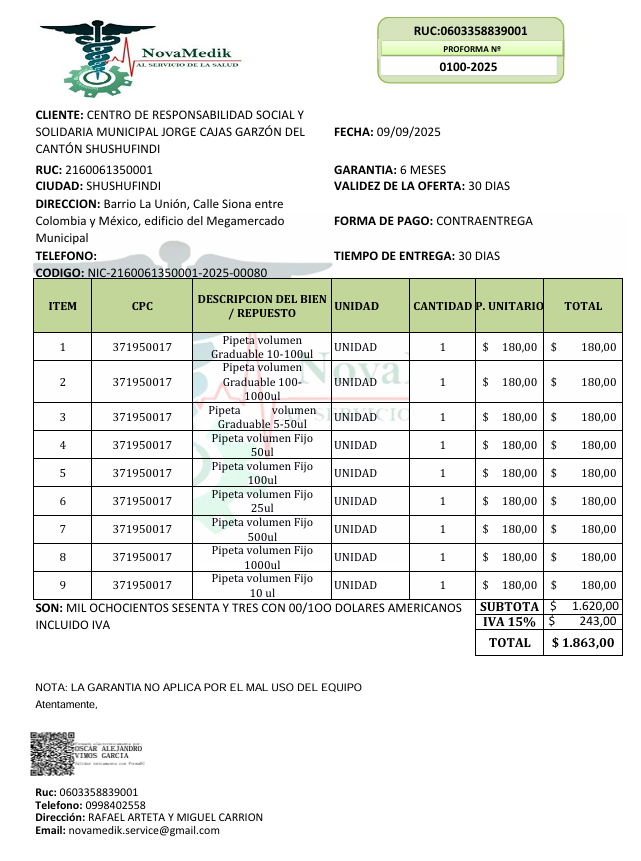 NovaMedik
AL SERVICIO DE LA SALUD
RUC:0603358839001
PROFORMA Nº
0100-2025
CLIENTE: CENTRO DE RESPONSABILIDAD SOCIAL Y
SOLIDARIA MUNICIPAL JORGE CAJAS GARZÓN DEL
CANTÓN SHUSHUFINDI
FECHA: 09/09/2025
RUC: 2160061350001
GARANTIA: 6 MESES
CIUDAD: SHUSHUFINDI
VALIDEZ DE LA OFERTA: 30 DIAS
DIRECCION: Barrio La Unión, Calle Siona entre
Colombia y México, edificio del Megamercado
Municipal
FORMA DE PAGO: CONTRAENTREGA
TELEFONO:
TIEMPO DE ENTREGA: 30 DIAS
CODIGO: NIC-2160061350001-2025-00080
ITEM CPC DESCRIPCION DEL BIEN / REPUESTO UNIDAD CANTIDAD P. UNITARIO TOTAL
1 371950017 Pipeta volumen Graduable 10-100ul UNIDAD 1 $ 180,00 $ 180,00
2 371950017 Pipeta volumen Graduable 100-1000ul UNIDAD 1 $ 180,00 $ 180,00
3 371950017 Pipeta volumen Graduable 5-50ul UNIDAD 1 $ 180,00 $ 180,00
4 371950017 Pipeta volumen Fijo 50ul UNIDAD 1 $ 180,00 $ 180,00
5 371950017 Pipeta volumen Fijo 100ul UNIDAD 1 $ 180,00 $ 180,00
6 371950017 Pipeta volumen Fijo 25ul UNIDAD 1 $ 180,00 $ 180,00
7 371950017 Pipeta volumen Fijo 500ul UNIDAD 1 $ 180,00 $ 180,00
8 371950017 Pipeta volumen Fijo 1000ul UNIDAD 1 $ 180,00 $ 180,00
9 371950017 Pipeta volumen Fijo 10 ul UNIDAD 1 $ 180,00 $ 180,00
SON: MIL OCHOCIENTOS SESENTA Y TRES CON 00/1OO DOLARES AMERICANOS
INCLUIDO IVA
SUBTOTA $ 1.620,00
IVA 15% $ 243,00
TOTAL $ 1.863,00
NOTA: LA GARANTIA NO APLICA POR EL MAL USO DEL EQUIPO
Atentamente,
OSCAR ALEJANDRO
VIMOS GARCIA
Ruc: 0603358839001
Telefono: 0998402558
Dirección: RAFAEL ARTETA Y MIGUEL CARRION
Email: novamedik.service@gmail.com